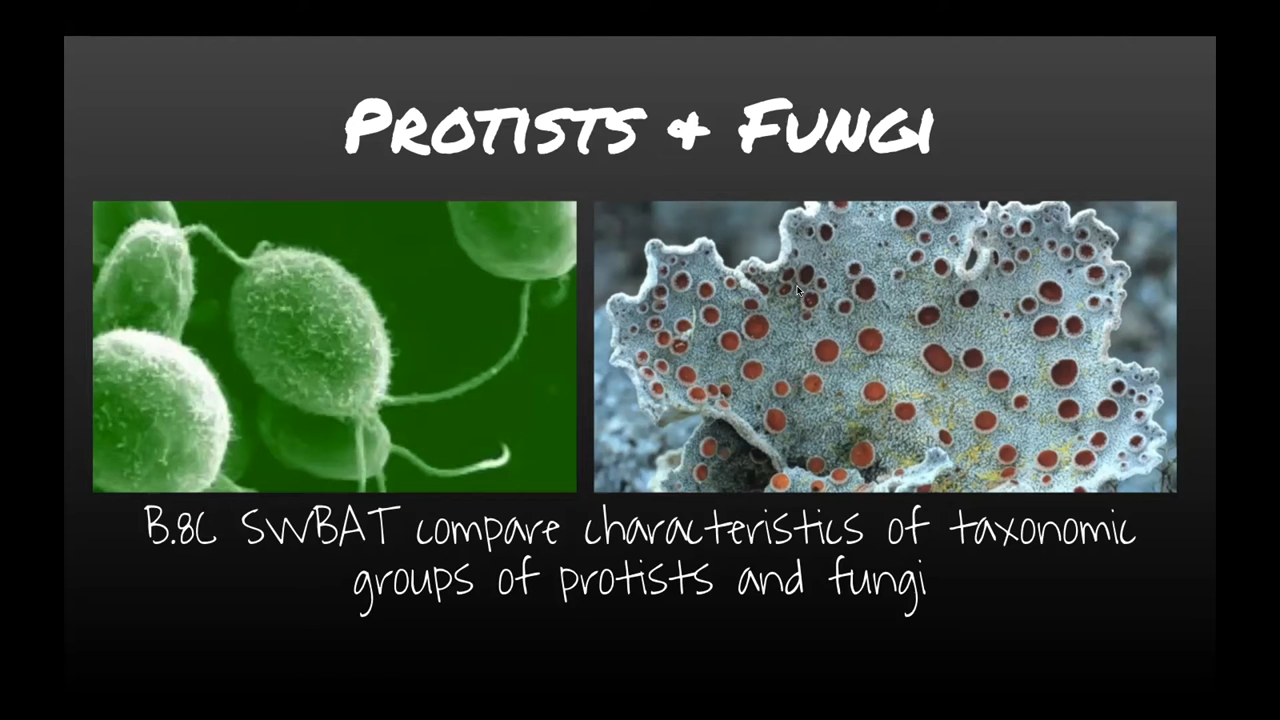 PROTISTS & FUNGI
B.8C SWBAT compare characteristics of taxonomic
groups of protists and fungi